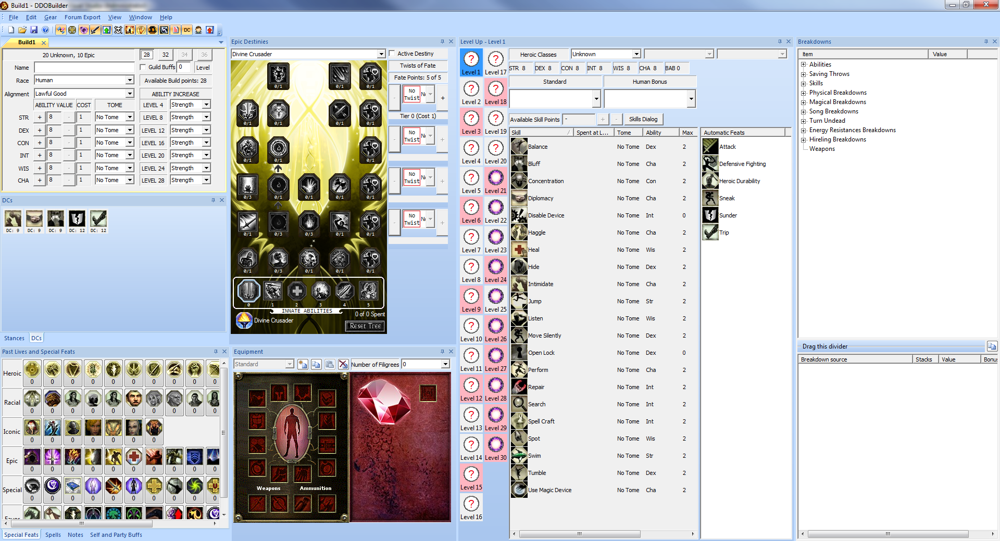 Build1 - DDOBuilder
File Edit Gear Forum Export View Window Help
DC
Build1
20 Unknown, 10 Epic 28 32 34 36
Name Guild Buffs 0 Level
Race Human Available Build points: 28
Alignment Lawful Good ABILITY INCREASE
ABILITY VALUE COST TOME LEVEL 4 Strength
STR + 8 - 1 No Tome LEVEL 8 Strength
DEX + 8 - 1 No Tome LEVEL 12 Strength
CON + 8 - 1 No Tome LEVEL 16 Strength
INT + 8 - 1 No Tome LEVEL 20 Strength
WIS + 8 - 1 No Tome LEVEL 24 Strength
CHA + 8 - 1 No Tome LEVEL 28 Strength
DCs
DC: 9 DC: 9 DC: 9 DC: 12 DC: 12
Stances DCs
Past Lives and Special Feats
Heroic 0 0 0 0 0 0 0 0 0 0
Racial 0 0 0 0 0 0 0 0 0 0
Iconic 0 0 0 0 0 0 0
Epic 0 0 0 0 0 0 0 0 0 0
Special 0 0 0 0 0 0 0 0 0 0
Special Feats Spells Notes Self and Party Buffs
Epic Destinies
Divine Crusader Active Destiny
0/1 0/1 0/1
0/1 0/1 0/1 0/1
0/1 0/1 0/1
0/3 0/1 0/1 0/1 0/1
0/1 0/3 0/3 0/1 0/1
0/1 0/3 0/1 0/1 0/1
0 1 2 3 4 5
INNATE ABILITIES
0 of 0 Spent
Divine Crusader
Reset Tree
Twists of Fate
Fate Points: 5 of 5
- No Twist +
Tier 0 (Cost 1)
- No Twist +
- No Twist +
- No Twist +
Equipment
Standard Number of Filigrees 0
Weapons Ammunition
Level Up - Level 1
Level 1 Level 17
Level 2 Level 18
Level 3 Level 19
Level 4 Level 20
Level 5 Level 21
Level 6 Level 22
Level 7 Level 23
Level 8 Level 24
Level 9 Level 25
Level 10 Level 26
Level 11 Level 27
Level 12 Level 28
Level 13 Level 29
Level 14 Level 30
Level 15
Level 16
Heroic Classes Unknown
STR 8 DEX 8 CON 8 INT 8 WIS 8 CHA 8 BAB 0
Standard Human Bonus
Available Skill Points - + - Skills Dialog
Skill Spent at L... Tome Ability Max
Balance No Tome Dex 2
Bluff No Tome Cha 2
Concentration No Tome Con 2
Diplomacy No Tome Cha 2
Disable Device No Tome Int 0
Haggle No Tome Cha 2
Heal No Tome Wis 2
Hide No Tome Dex 2
Intimidate No Tome Cha 2
Jump No Tome Str 2
Listen No Tome Wis 2
Move Silently No Tome Dex 2
Open Lock No Tome Dex 0
Perform No Tome Cha 2
Repair No Tome Int 2
Search No Tome Int 2
Spell Craft No Tome Int 2
Spot No Tome Wis 2
Swim No Tome Str 2
Tumble No Tome Dex 2
Use Magic Device No Tome Cha 2
Automatic Feats
Attack
Defensive Fighting
Heroic Durability
Sneak
Sunder
Trip
Breakdowns
Item Value
Abilities
Saving Throws
Skills
Physical Breakdowns
Magical Breakdowns
Song Breakdowns
Turn Undead
Energy Resistances Breakdowns
Hireling Breakdowns
Weapons
Drag this divider
Breakdown source Stacks Value Bonus